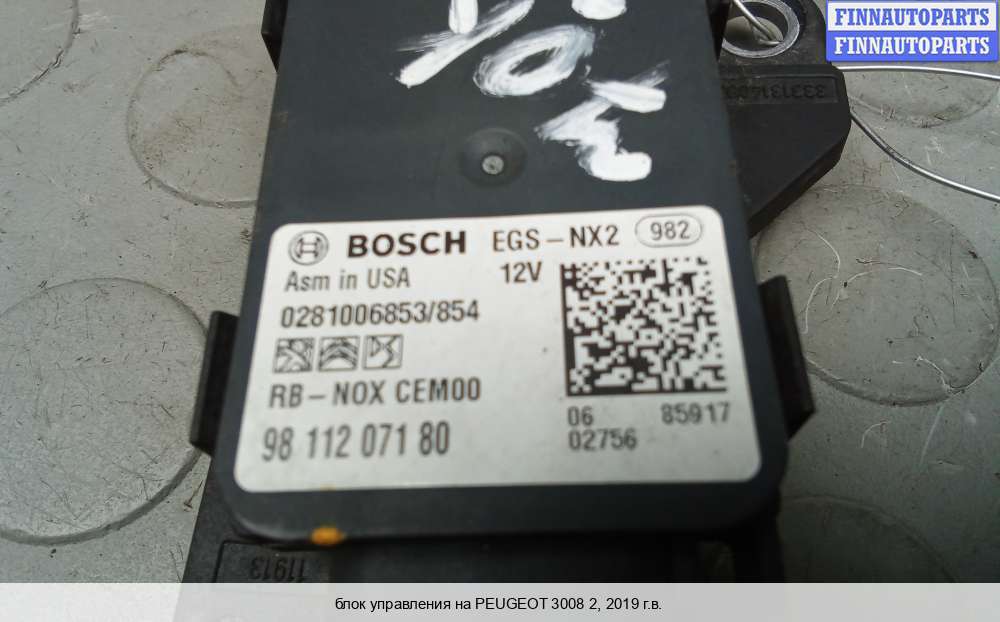 FINNAUTOPARTS
FINNAUTOPARTS
BOSCH EGS-NX2 982
Asm in USA 12V
0281006853/854
RB-NOX CEM00
98 112 071 80
06 85917
02756
11913
блок управления на PEUGEOT 3008 2, 2019 г.в.